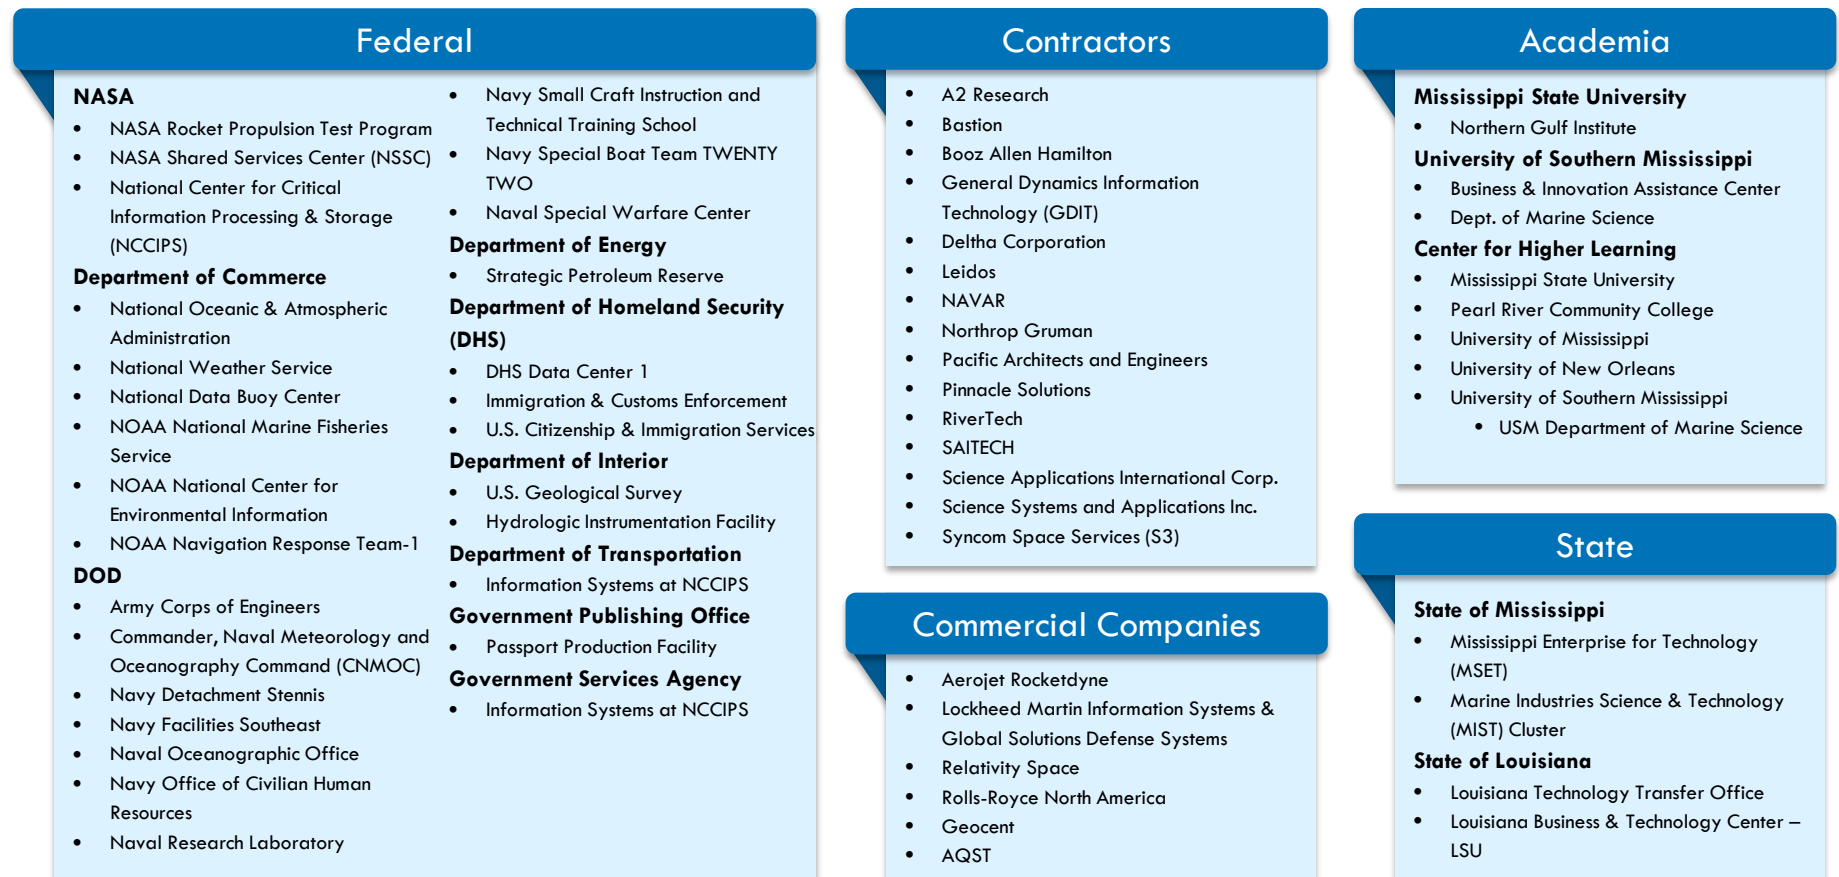 Federal
NASA
• NASA Rocket Propulsion Test Program
• NASA Shared Services Center (NSSC)
• National Center for Critical
Information Processing & Storage
(NCCIPS)
Department of Commerce
• National Oceanic & Atmospheric
Administration
• National Weather Service
• National Data Buoy Center
• NOAA National Marine Fisheries
Service
• NOAA National Center for
Environmental Information
• NOAA Navigation Response Team-1
DOD
• Army Corps of Engineers
• Commander, Naval Meteorology and
Oceanography Command (CNMOC)
• Navy Detachment Stennis
• Navy Facilities Southeast
• Naval Oceanographic Office
• Navy Office of Civilian Human
Resources
• Naval Research Laboratory
• Navy Small Craft Instruction and
Technical Training School
• Navy Special Boat Team TWENTY
TWO
• Naval Special Warfare Center
Department of Energy
• Strategic Petroleum Reserve
Department of Homeland Security
(DHS)
• DHS Data Center 1
• Immigration & Customs Enforcement
• U.S. Citizenship & Immigration Services
Department of Interior
• U.S. Geological Survey
• Hydrologic Instrumentation Facility
Department of Transportation
• Information Systems at NCCIPS
Government Publishing Office
• Passport Production Facility
Government Services Agency
• Information Systems at NCCIPS
Contractors
• A2 Research
• Bastion
• Booz Allen Hamilton
• General Dynamics Information
Technology (GDIT)
• Deltha Corporation
• Leidos
• NAVAR
• Northrop Gruman
• Pacific Architects and Engineers
• Pinnacle Solutions
• RiverTech
• SAITECH
• Science Applications International Corp.
• Science Systems and Applications Inc.
• Syncom Space Services (S3)
Commercial Companies
• Aerojet Rocketdyne
• Lockheed Martin Information Systems &
Global Solutions Defense Systems
• Relativity Space
• Rolls-Royce North America
• Geocent
• AQST
Academia
Mississippi State University
• Northern Gulf Institute
University of Southern Mississippi
• Business & Innovation Assistance Center
• Dept. of Marine Science
Center for Higher Learning
• Mississippi State University
• Pearl River Community College
• University of Mississippi
• University of New Orleans
• University of Southern Mississippi
• USM Department of Marine Science
State
State of Mississippi
• Mississippi Enterprise for Technology
(MSET)
• Marine Industries Science & Technology
(MIST) Cluster
State of Louisiana
• Louisiana Technology Transfer Office
• Louisiana Business & Technology Center –
LSU